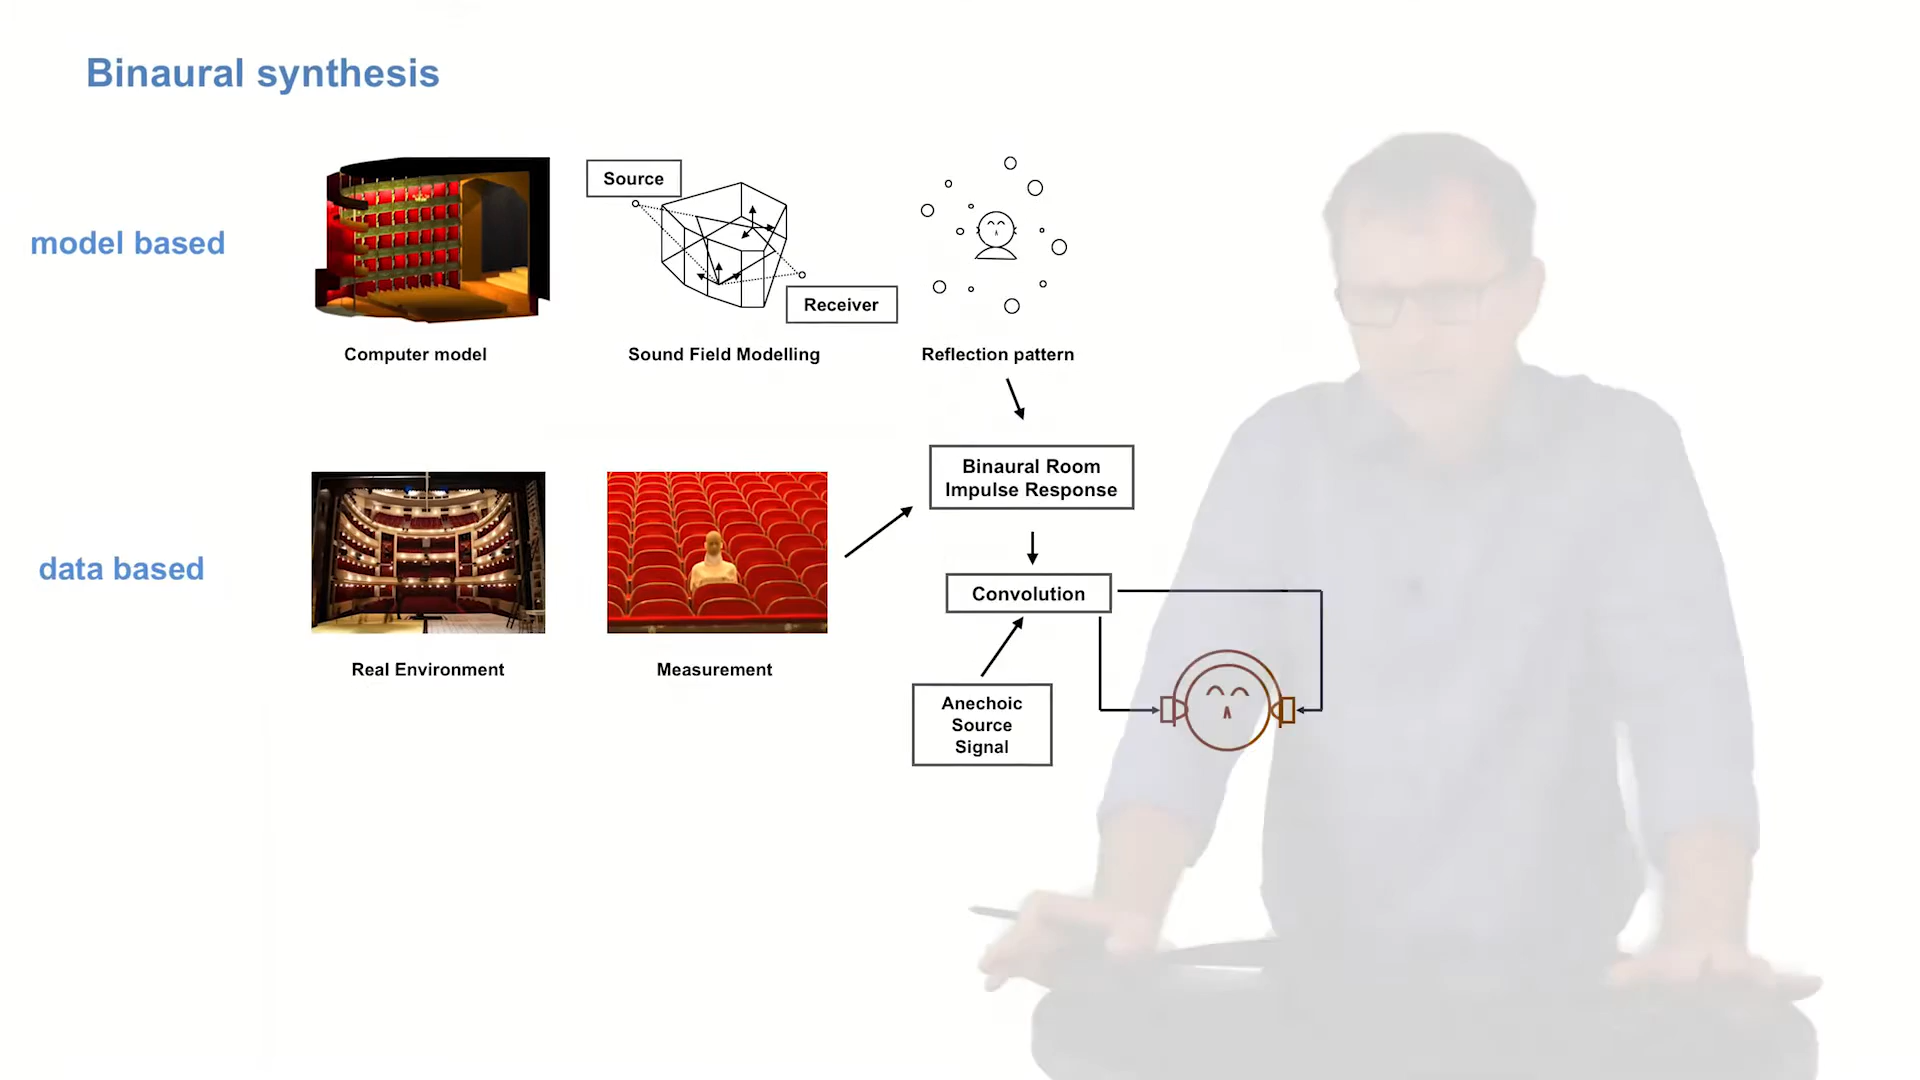 Binaural synthesis
model based
Source
Receiver
Computer model
Sound Field Modelling
Reflection pattern
Binaural Room
Impulse Response
data based
Convolution
Real Environment
Measurement
Anechoic
Source
Signal